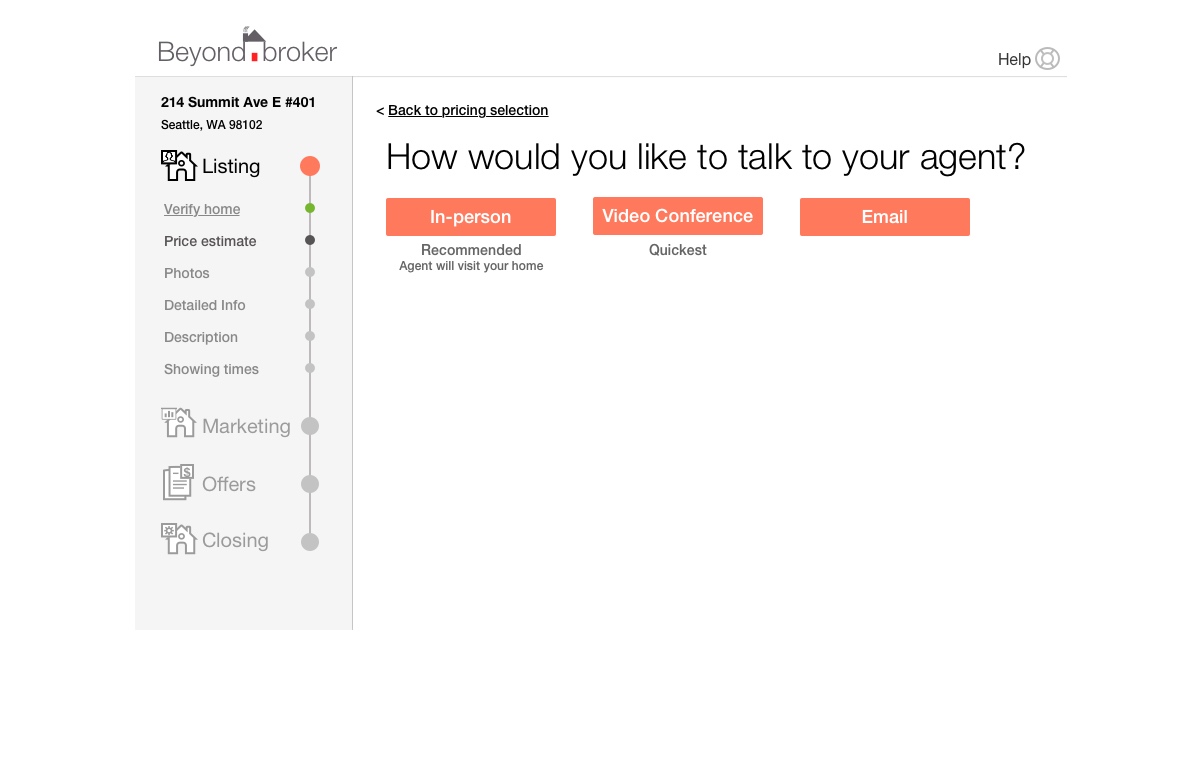 Beyond broker
Help
214 Summit Ave E #401
Seattle, WA 98102
Listing
Verify home
Price estimate
Photos
Detailed Info
Description
Showing times
Marketing
$
Offers
Closing
< Back to pricing selection
How would you like to talk to your agent?
In-person
Recommended
Agent will visit your home
Video Conference
Quickest
Email